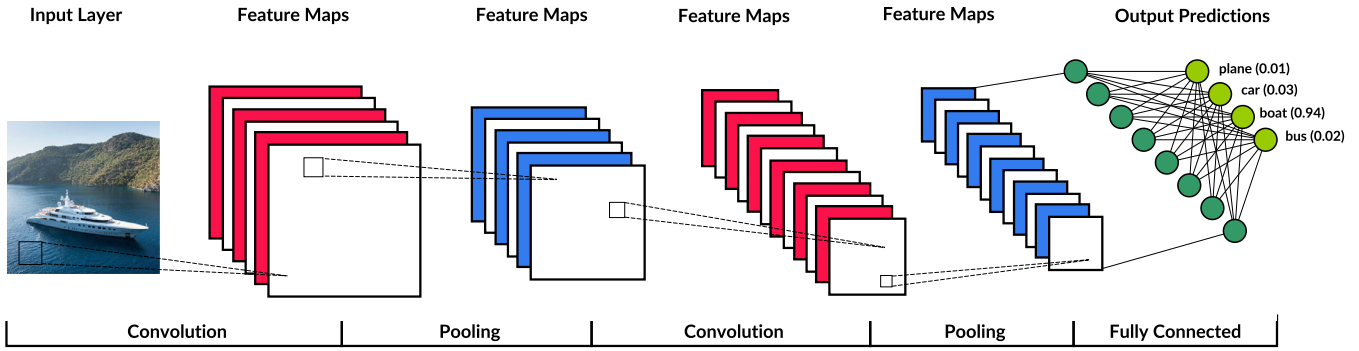 Input Layer
Feature Maps
Feature Maps
Feature Maps
Feature Maps
Output Predictions
plane (0.01)
car (0.03)
boat (0.94)
bus (0.02)
Convolution
Pooling
Convolution
Pooling
Fully Connected